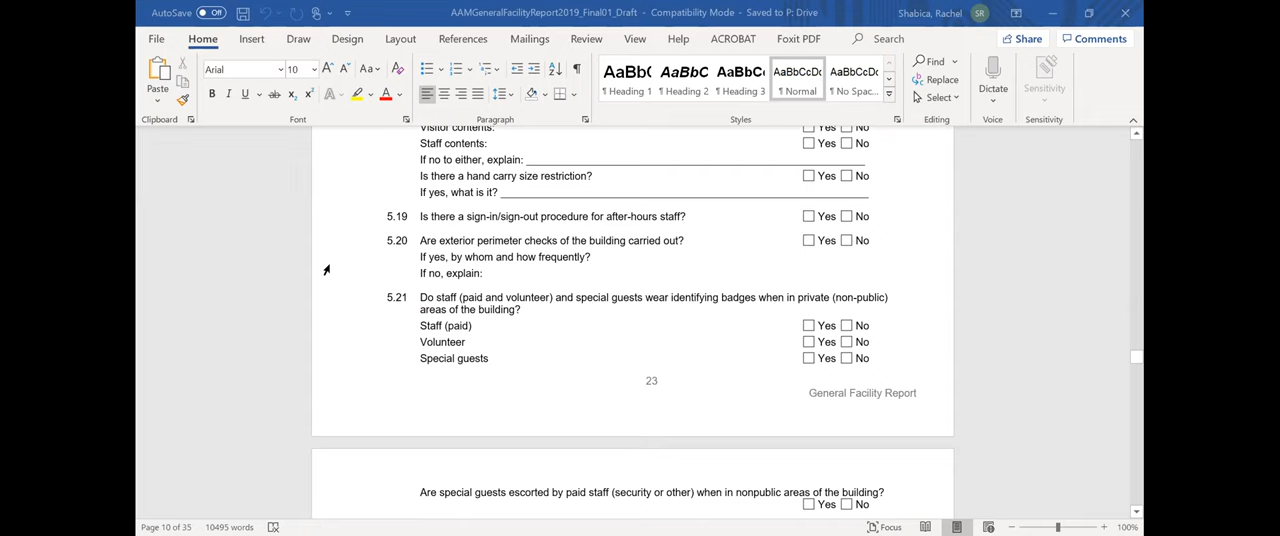 AutoSave Off AAMGeneralFacilityReport2019_Final01_Draft - Compatibility Mode - Saved to P: Drive Shabica, Rachel SR
File Home Insert Draw Design Layout References Mailings Review View Help ACROBAT Foxit PDF Search Share Comments
Paste
Arial 10 Aa
B I U ab x₂ x² A A
AaBbC AaBbC AaBbCc AaBbCcDc AaBbCcDc
¶ Heading 1 ¶ Heading 2 ¶ Heading 3 ¶ Normal ¶ No Spac...
Find
Replace
Select
Dictate Sensitivity
Clipboard Font Paragraph Styles Editing Voice Sensitivity
Visitor contents: Yes No
Staff contents: Yes No
If no to either, explain:
Is there a hand carry size restriction? Yes No
If yes, what is it?
5.19 Is there a sign-in/sign-out procedure for after-hours staff? Yes No
5.20 Are exterior perimeter checks of the building carried out? Yes No
If yes, by whom and how frequently?
If no, explain:
5.21 Do staff (paid and volunteer) and special guests wear identifying badges when in private (non-public)
areas of the building?
Staff (paid) Yes No
Volunteer Yes No
Special guests Yes No
23
General Facility Report
Are special guests escorted by paid staff (security or other) when in nonpublic areas of the building?
Yes No
Page 10 of 35 10495 words Focus 100%